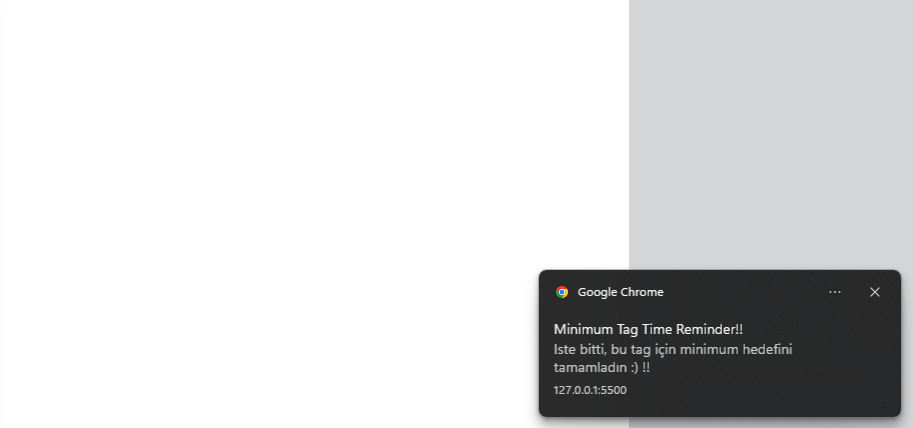 Google Chrome
Minimum Tag Time Reminder!!
Iste bitti, bu tag için minimum hedefini
tamamladın :) !!
127.0.0.1:5500